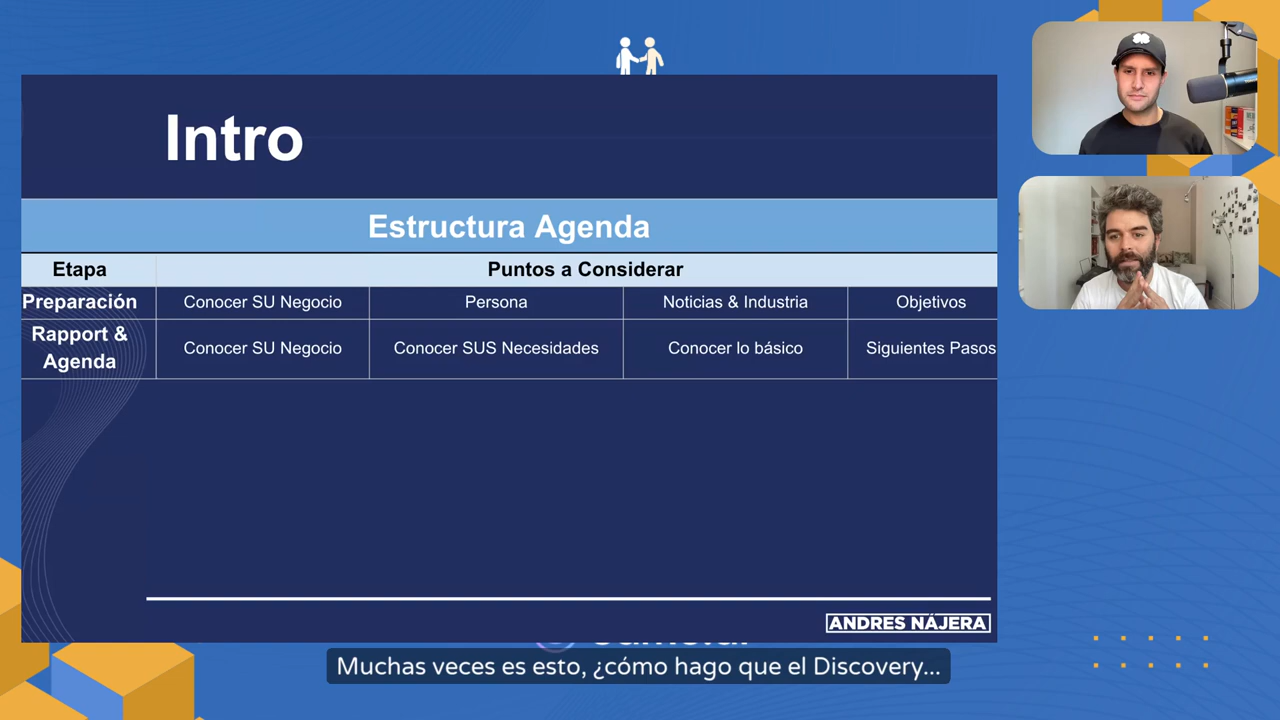 Intro
Estructura Agenda
Etapa Puntos a Considerar
Preparación Conocer SU Negocio Persona Noticias & Industria Objetivos
Rapport & Agenda Conocer SU Negocio Conocer SUS Necesidades Conocer lo básico Siguientes Pasos
ANDRES NÁJERA
Muchas veces es esto, ¿cómo hago que el Discovery...